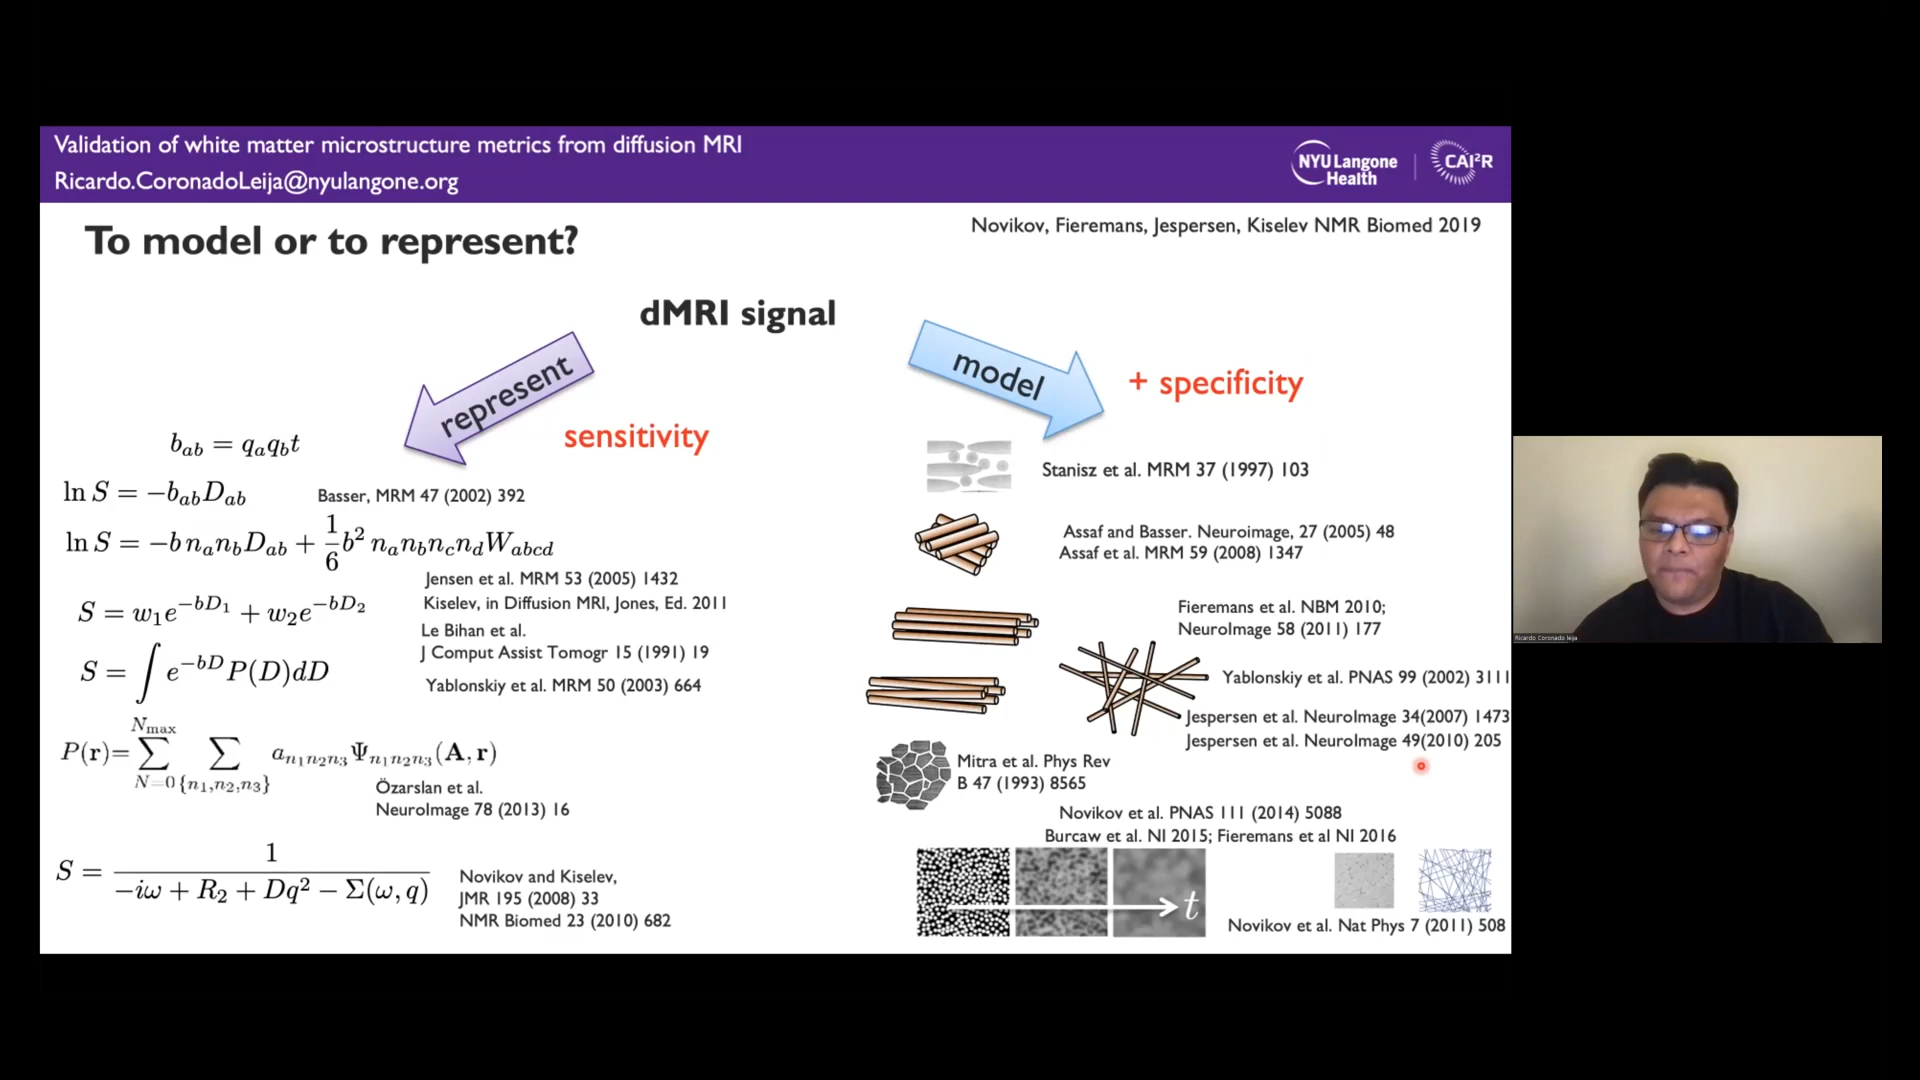 Validation of white matter microstructure metrics from diffusion MRI
Ricardo.CoronadoLeija@nyulangone.org
NYU Langone Health
CAI²R
To model or to represent?
Novikov, Fieremans, Jespersen, Kiselev NMR Biomed 2019
dMRI signal
represent
sensitivity
model
+ specificity
b_{ab} = q_a q_b t
ln S = −b_{ab}D_{ab}
Basser, MRM 47 (2002) 392
ln S = −b n_a n_b D_{ab} + \frac{1}{6} b² n_a n_b n_c n_d W_{abcd}
Jensen et al. MRM 53 (2005) 1432
Kiselev, in Diffusion MRI, Jones, Ed. 2011
S = w_1 e^{−bD_1} + w_2 e^{−bD_2}
Le Bihan et al.
J Comput Assist Tomogr 15 (1991) 19
S = ∫ e^{−bD} P(D)dD
Yablonskiy et al. MRM 50 (2003) 664
P(r)= \sum_{N=0}^{N_{max}} \sum_{\{n_1,n_2,n_3\}} a_{n_1n_2n_3} Ψ_{n_1n_2n_3}(A, r)
Özarslan et al.
NeuroImage 78 (2013) 16
S = \frac{1}{−iω + R_2 + Dq² − Σ(ω, q)}
Novikov and Kiselev,
JMR 195 (2008) 33
NMR Biomed 23 (2010) 682
Stanisz et al. MRM 37 (1997) 103
Assaf and Basser. Neuroimage, 27 (2005) 48
Assaf et al. MRM 59 (2008) 1347
Fieremans et al. NBM 2010;
NeuroImage 58 (2011) 177
Yablonskiy et al. PNAS 99 (2002) 3111
Jespersen et al. NeuroImage 34(2007) 1473
Jespersen et al. NeuroImage 49(2010) 205
Mitra et al. Phys Rev
B 47 (1993) 8565
Novikov et al. PNAS 111 (2014) 5088
Burcaw et al. NI 2015; Fieremans et al NI 2016
t
Novikov et al. Nat Phys 7 (2011) 508
Ricardo Coronado leija